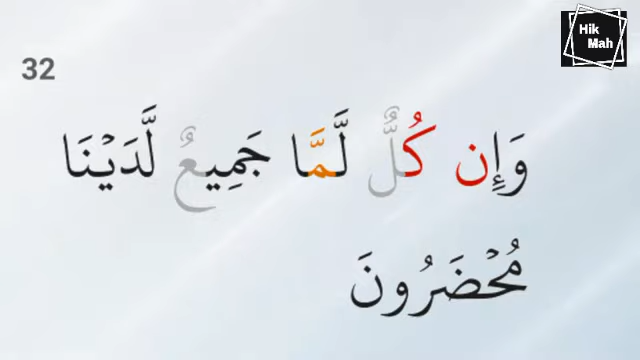 Hik
Mah
32
وَإِن كُلٌّ لَّمَّا جَمِيعٌ لَّدَيْنَا
مُحْضَرُونَ